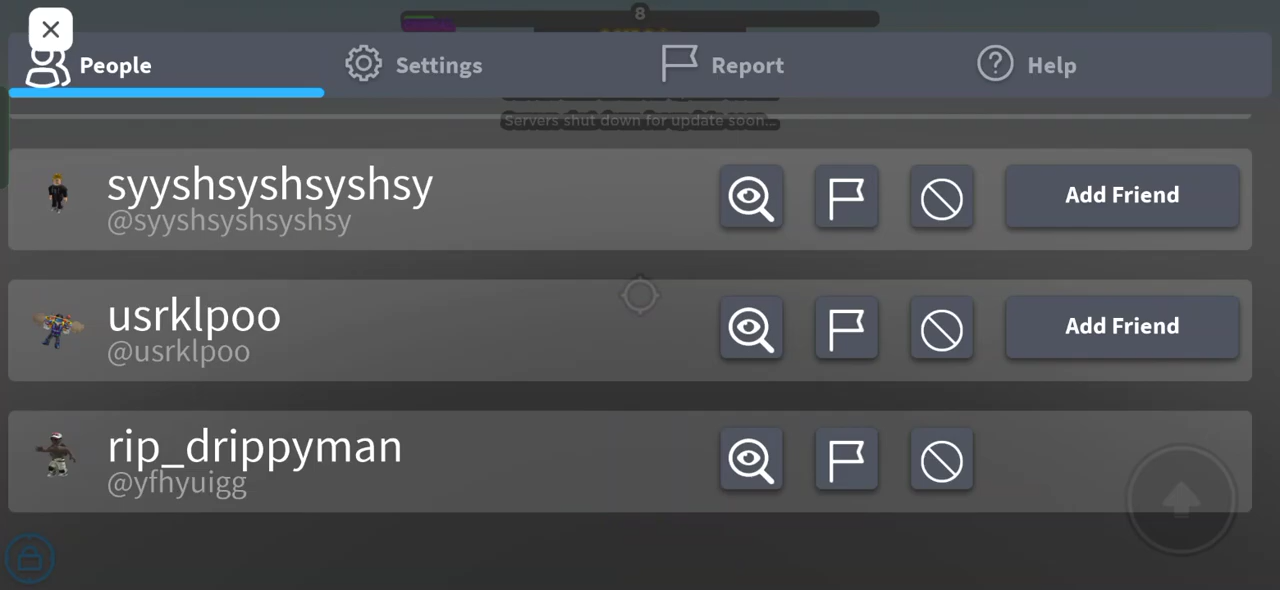 8
People
Settings
Report
Help
Servers shut down for update soon...
syyshsyshsyshsy
@syyshsyshsyshsy
Add Friend
usrklpoo
@usrklpoo
Add Friend
rip_drippyman
@yfhyuigg